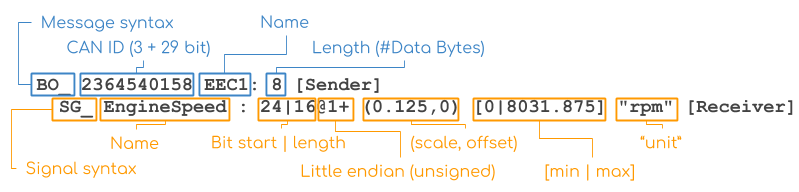 Message syntax Name
CAN ID (3 + 29 bit) Length (#Data Bytes)
BO_ 2364540158 EEC1: 8 [Sender]
SG_ EngineSpeed : 24|16@1+ (0.125,0) [0|8031.875] "rpm" [Receiver]
Name Bit start | length (scale, offset) "unit"
Signal syntax Little endian (unsigned) [min | max]